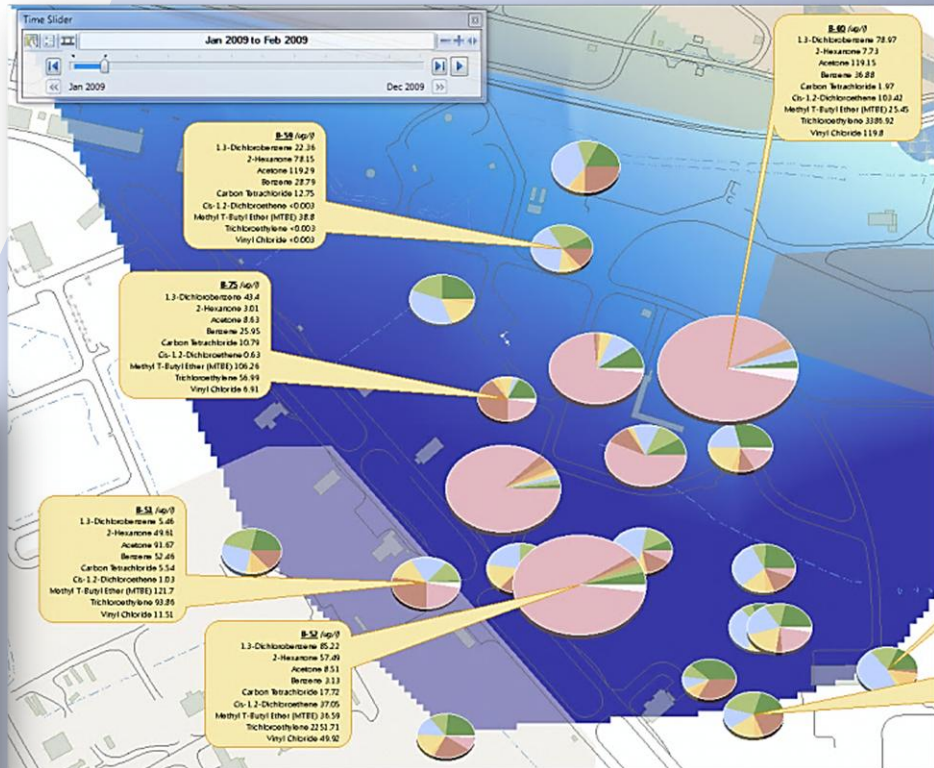 Time Slider
Jan 2009 to Feb 2009
Jan 2009
Dec 2009
B-60 (ug/l)
1.3-Dichlorobenzene 78.97
2-Hexanone 7.73
Acetone 119.15
Benzene 36.88
Carbon Tetrachloride 1.97
Cis-1.2-Dichloroethene 103.42
Methyl T-Butyl Ether (MTBE) 25.45
Trichloroethylene 3386.92
Vinyl Chloride 119.8
B-59 (ug/l)
1.3-Dichlorobenzene 22.36
2-Hexanone 78.15
Acetone 119.29
Benzene 28.79
Carbon Tetrachloride 12.75
Cis-1.2-Dichloroethene <0.003
Methyl T-Butyl Ether (MTBE) 38.8
Trichloroethylene <0.003
Vinyl Chloride <0.003
B-75 (ug/l)
1.3-Dichlorobenzene 43.4
2-Hexanone 3.01
Acetone 8.63
Benzene 25.95
Carbon Tetrachloride 10.79
Cis-1.2-Dichloroethene 0.63
Methyl T-Butyl Ether (MTBE) 106.26
Trichloroethylene 56.99
Vinyl Chloride 6.91
B-51 (ug/l)
1.3-Dichlorobenzene 5.46
2-Hexanone 49.61
Acetone 91.67
Benzene 52.46
Carbon Tetrachloride 5.54
Cis-1.2-Dichloroethene 1.03
Methyl T-Butyl Ether (MTBE) 121.7
Trichloroethylene 93.86
Vinyl Chloride 11.51
B-52 (ug/l)
1.3-Dichlorobenzene 85.22
2-Hexanone 57.49
Acetone 8.51
Benzene 3.13
Carbon Tetrachloride 17.72
Cis-1.2-Dichloroethene 37.05
Methyl T-Butyl Ether (MTBE) 36.59
Trichloroethylene 2251.71
Vinyl Chloride 49.92